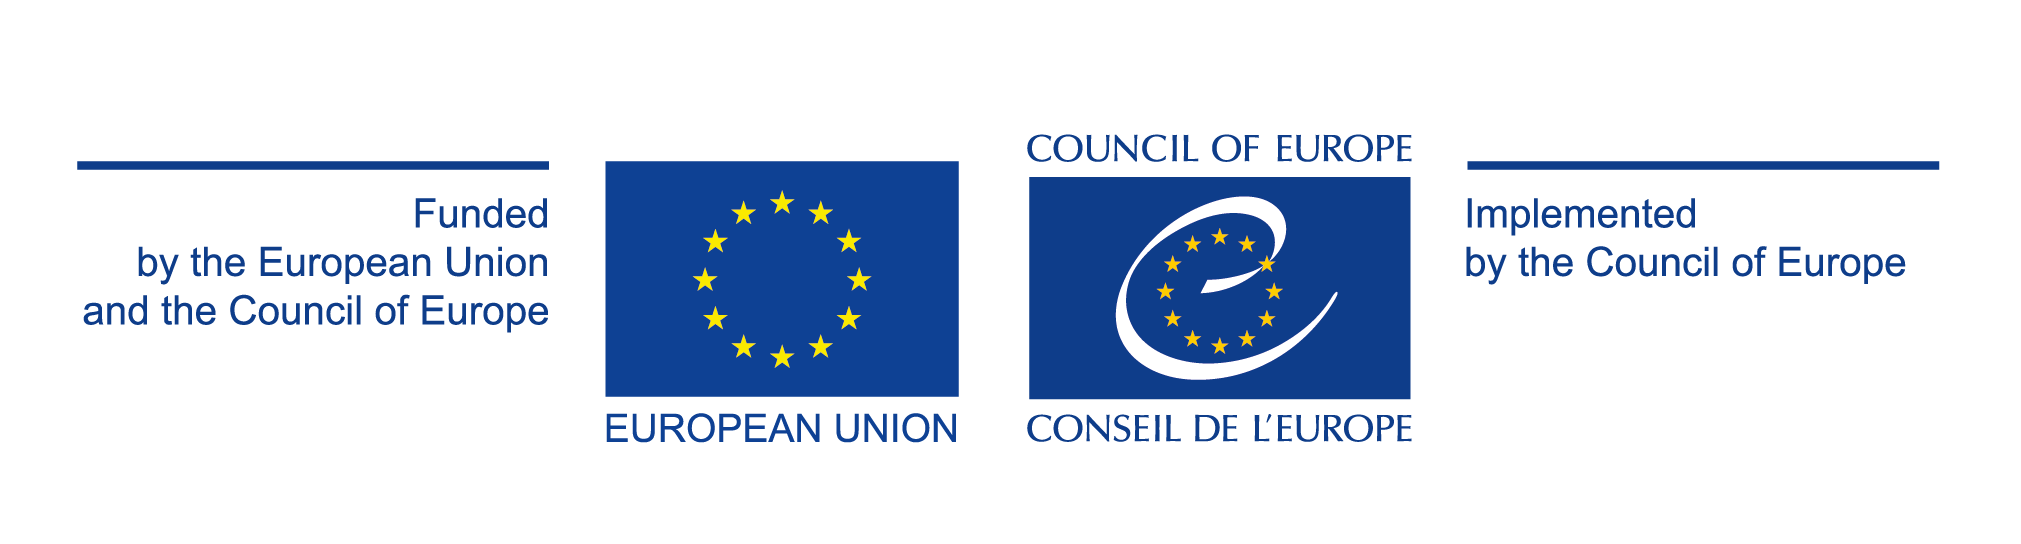 Funded
by the European Union
and the Council of Europe
EUROPEAN UNION
COUNCIL OF EUROPE
CONSEIL DE L'EUROPE
Implemented
by the Council of Europe